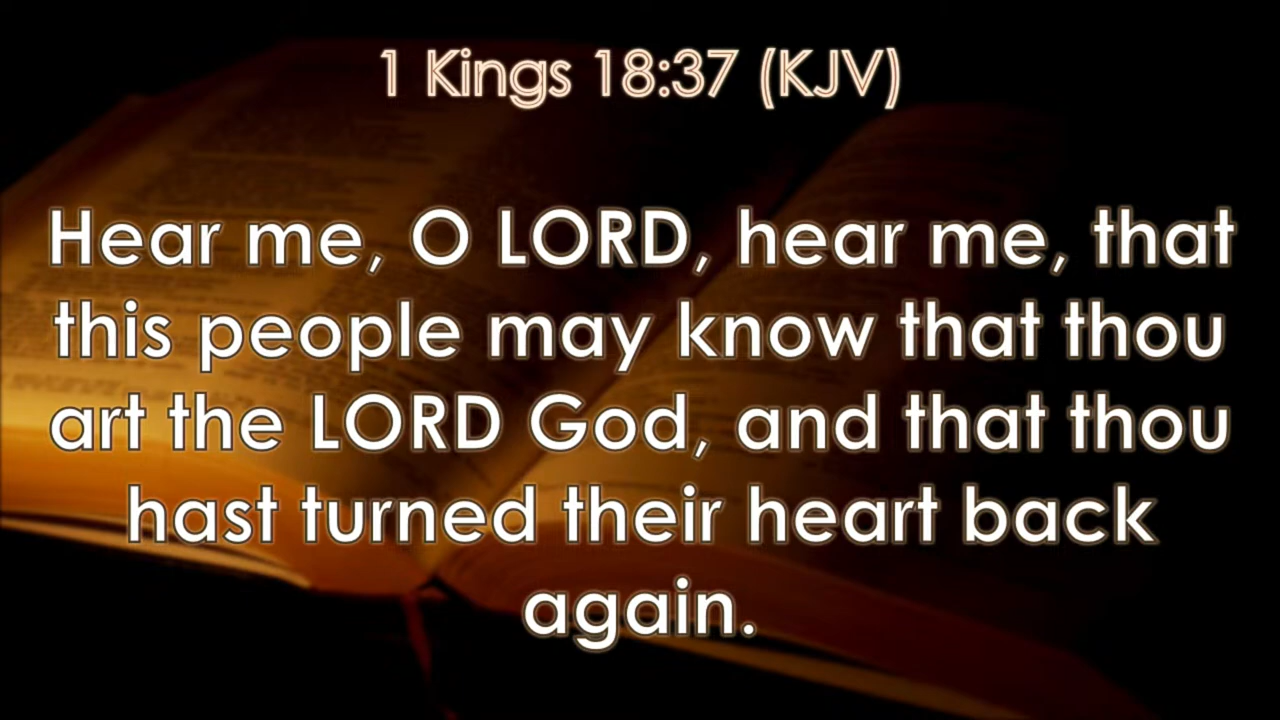 1 Kings 18:37 (KJV)
Hear me, O LORD, hear me, that
this people may know that thou
art the LORD God, and that thou
hast turned their heart back
again.